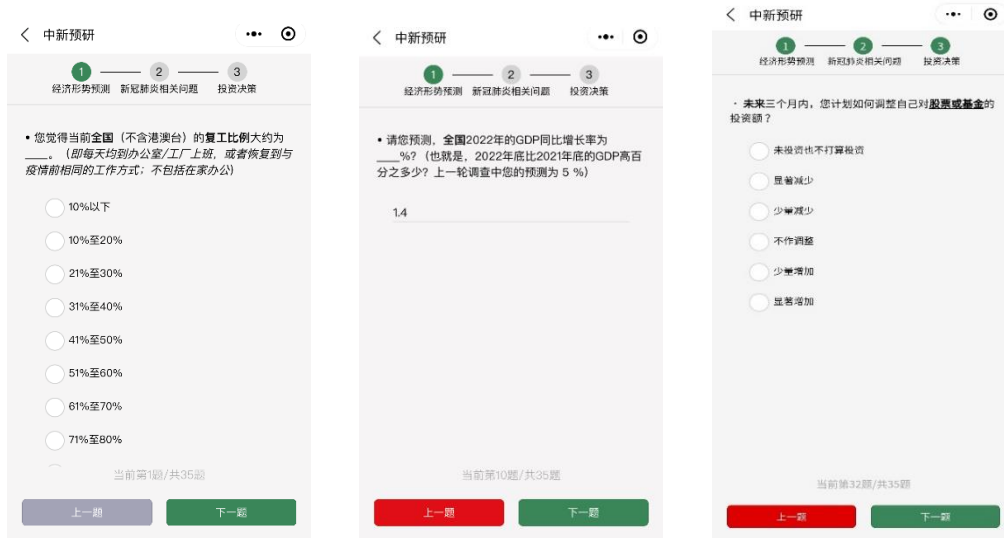 中新预研
1 2 3
经济形势预测 新冠肺炎相关问题 投资决策
• 您觉得当前全国（不含港澳台）的复工比例大约为
____。（即每天均到办公室/工厂上班，或者恢复到与
疫情前相同的工作方式；不包括在家办公）
10%以下
10%至20%
21%至30%
31%至40%
41%至50%
51%至60%
61%至70%
71%至80%
当前第1题/共35题
上一题 下一题
中新预研
1 2 3
经济形势预测 新冠肺炎相关问题 投资决策
• 请您预测，全国2022年的GDP同比增长率为
____%?（也就是，2022年底比2021年底的GDP高百
分之多少？上一轮调查中您的预测为 5 %）
1.4
当前第10题/共35题
上一题 下一题
中新预研
1 2 3
经济形势预测 新冠肺炎相关问题 投资决策
· 未来三个月内，您计划如何调整自己对股票或基金的
投资额？
未投资也不打算投资
显著减少
少量减少
不作调整
少量增加
显著增加
当前第32题/共35题
上一题 下一题